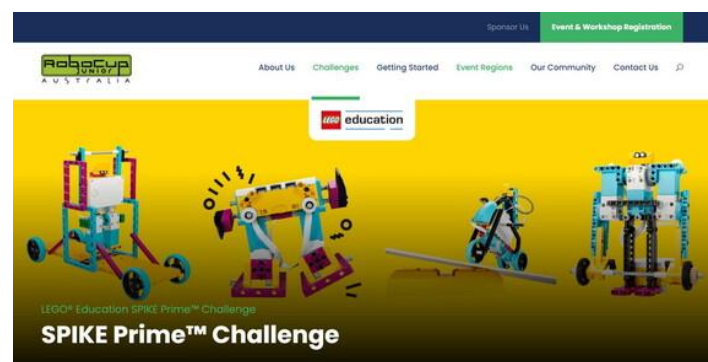 Sponsor Us Event & Workshop Registration
RoboCup
JUNIOR
AUSTRALIA
About Us Challenges Getting Started Event Regions Our Community Contact Us
LEGO education
LEGO® Education SPIKE Prime™ Challenge
SPIKE Prime™ Challenge